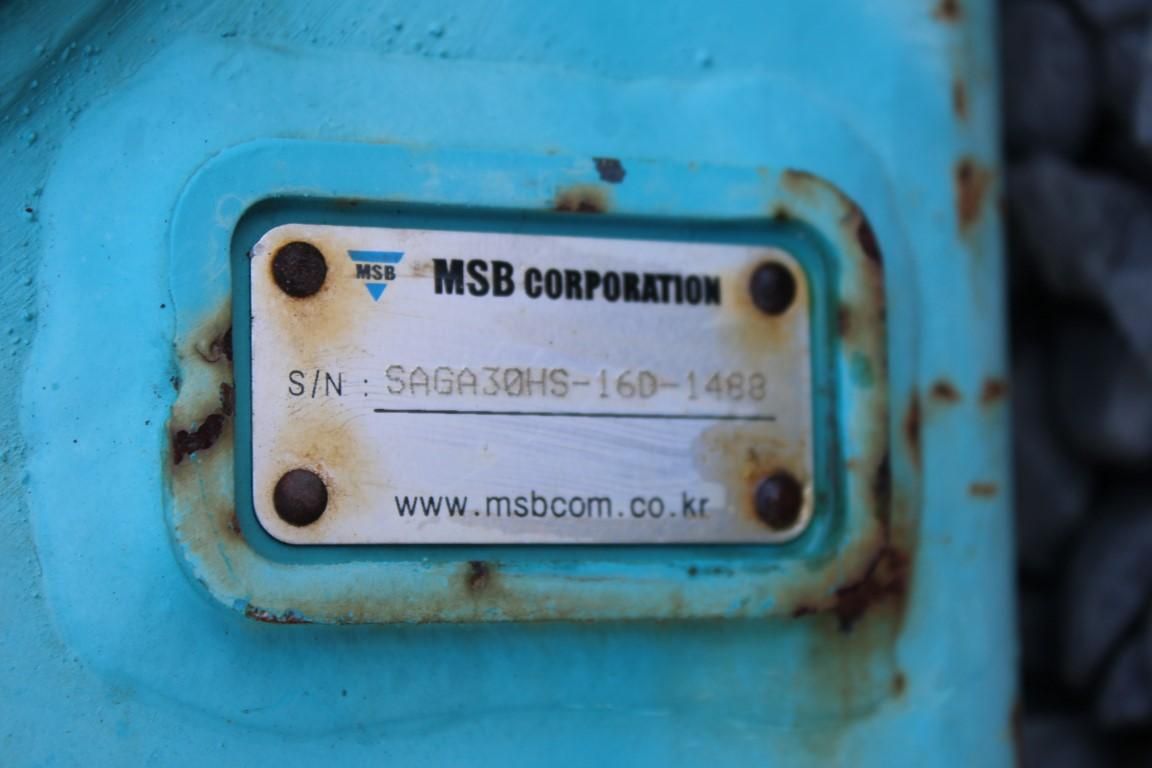 MSB
MSB CORPORATION
S/N : SAGA30HS-16D-1488
www.msbcom.co.kr